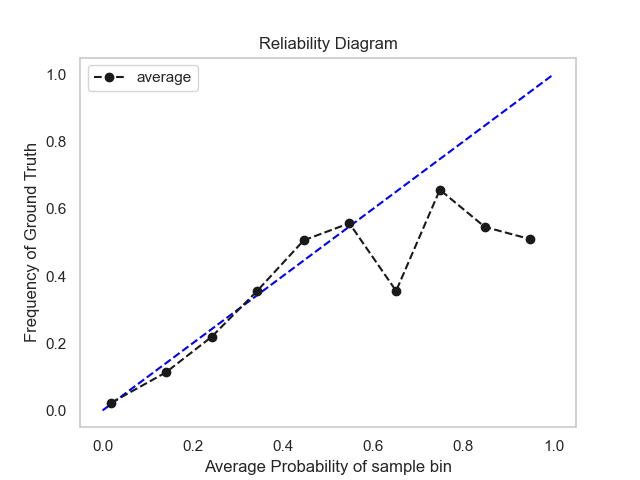 Reliability Diagram
average
1.0
0.8
0.6
0.4
0.2
0.0
Frequency of Ground Truth
0.0 0.2 0.4 0.6 0.8 1.0
Average Probability of sample bin